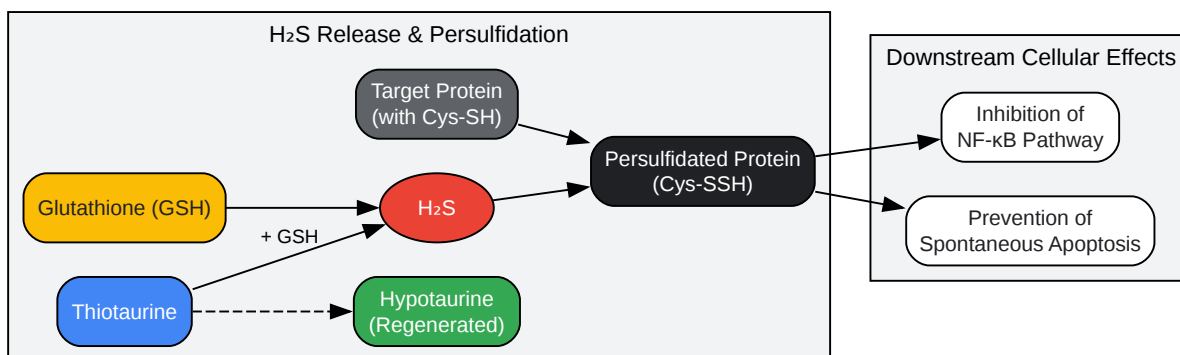 H₂S Release & Persulfidation
Target Protein
(with Cys-SH)
Persulfidated Protein
(Cys-SSH)
Glutathione (GSH)
H₂S
+ GSH
Thiotaurine
Hypotaurine
(Regenerated)
Downstream Cellular Effects
Inhibition of
NF-κB Pathway
Prevention of
Spontaneous Apoptosis